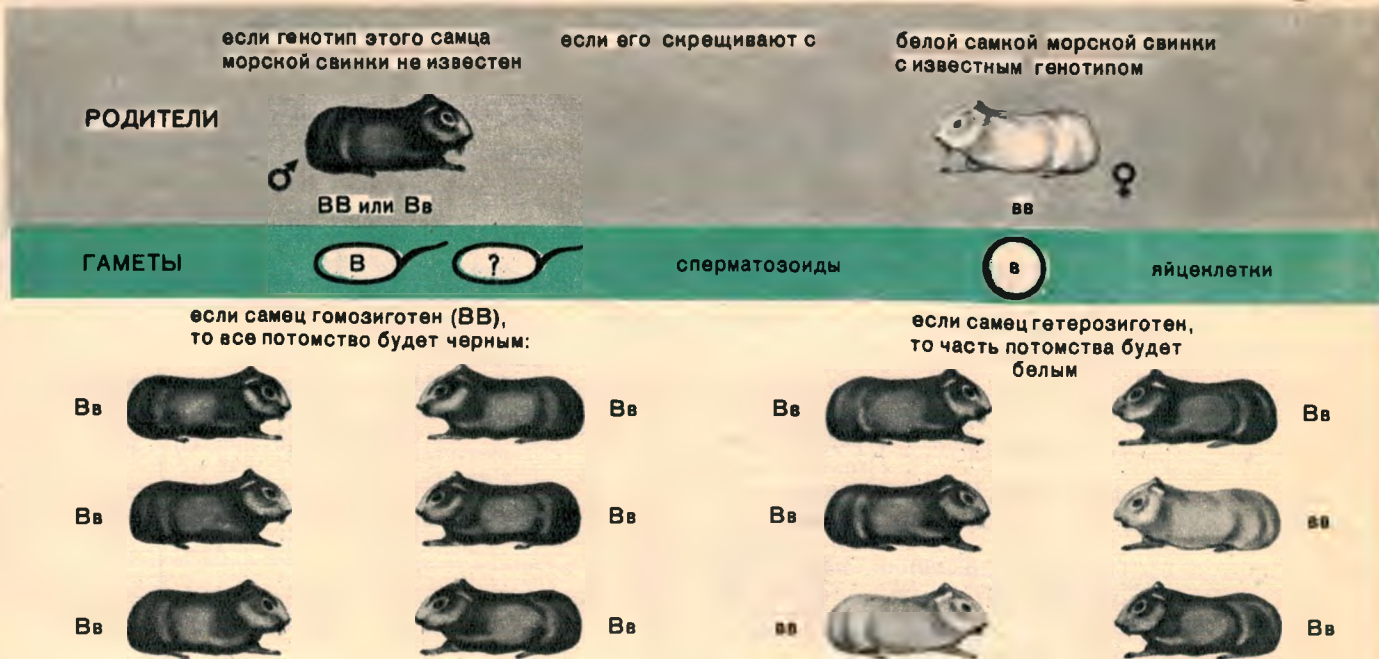 если генотип этого самца
морской свинки не известен
если его скрещивают с
белой самкой морской свинки
с известным генотипом
РОДИТЕЛИ
♂
♀
ВВ или Вв
вв
ГАМЕТЫ
В
?
сперматозоиды
в
яйцеклетки
если самец гомозиготен (ВВ),
то все потомство будет черным:
если самец гетерозиготен,
то часть потомства будет
белым
Вв
Вв
Вв
Вв
Вв
Вв
Вв
вв
Вв
Вв
вв
Вв